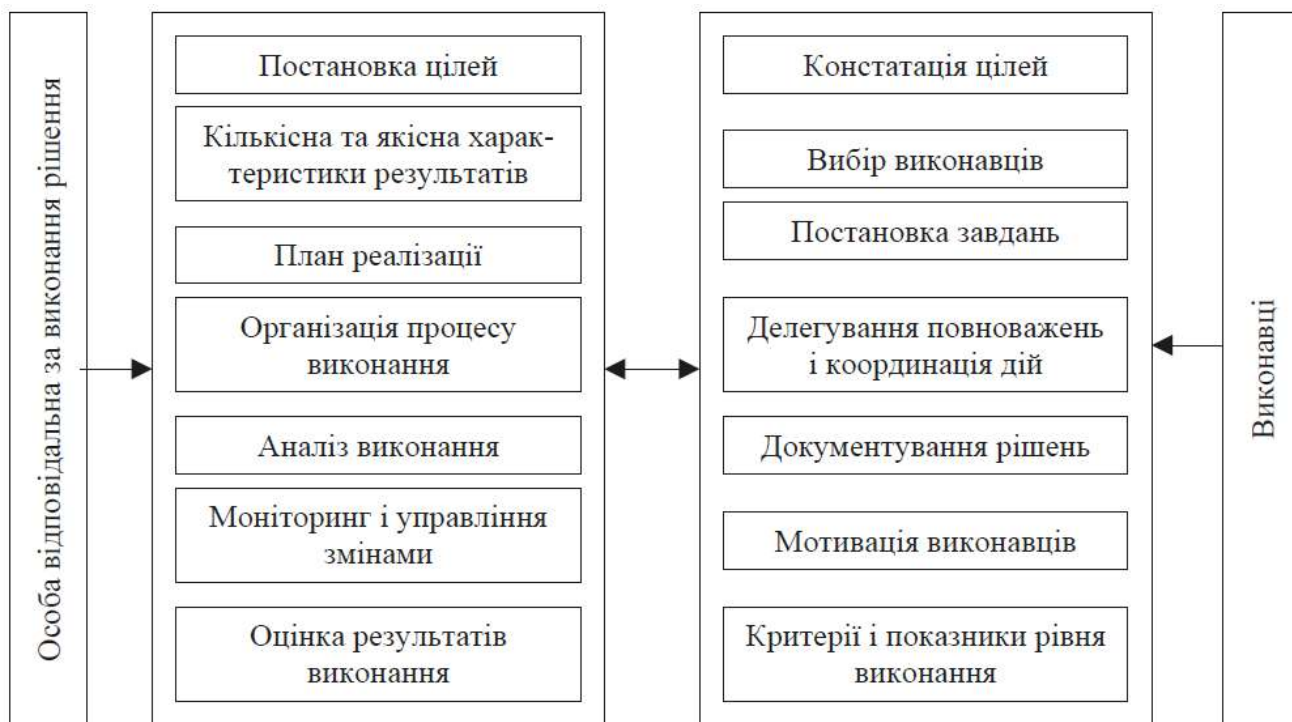 Особа відповідальна за виконання рішення
Постановка цілей
Кількісна та якісна харак-
теристики результатів
План реалізації
Організація процесу
виконання
Аналіз виконання
Моніторинг і управління
змінами
Оцінка результатів
виконання
Констатація цілей
Вибір виконавців
Постановка завдань
Делегування повноважень
і координація дій
Документування рішень
Мотивація виконавців
Критерії і показники рівня
виконання
Виконавці